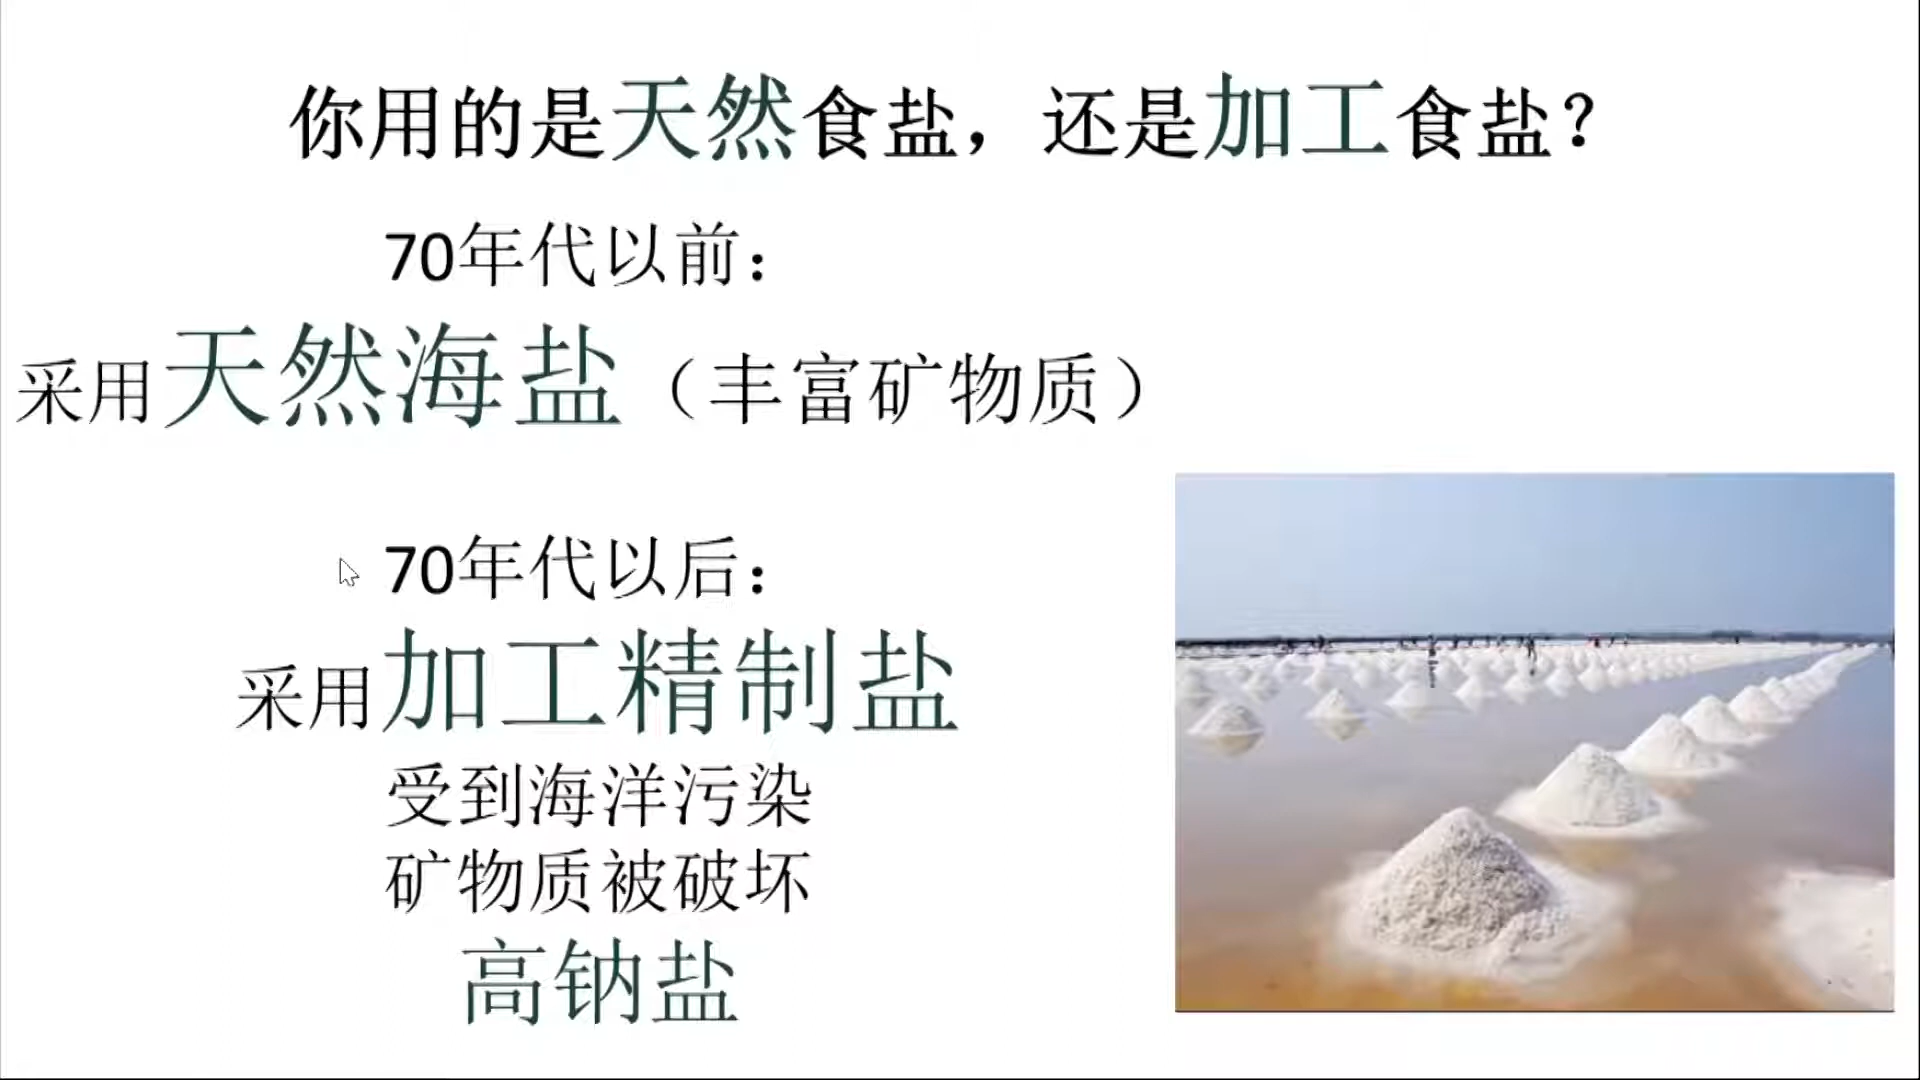 你用的是天然食盐，还是加工食盐？
70年代以前：
采用天然海盐（丰富矿物质）
70年代以后：
采用加工精制盐
受到海洋污染
矿物质被破坏
高钠盐